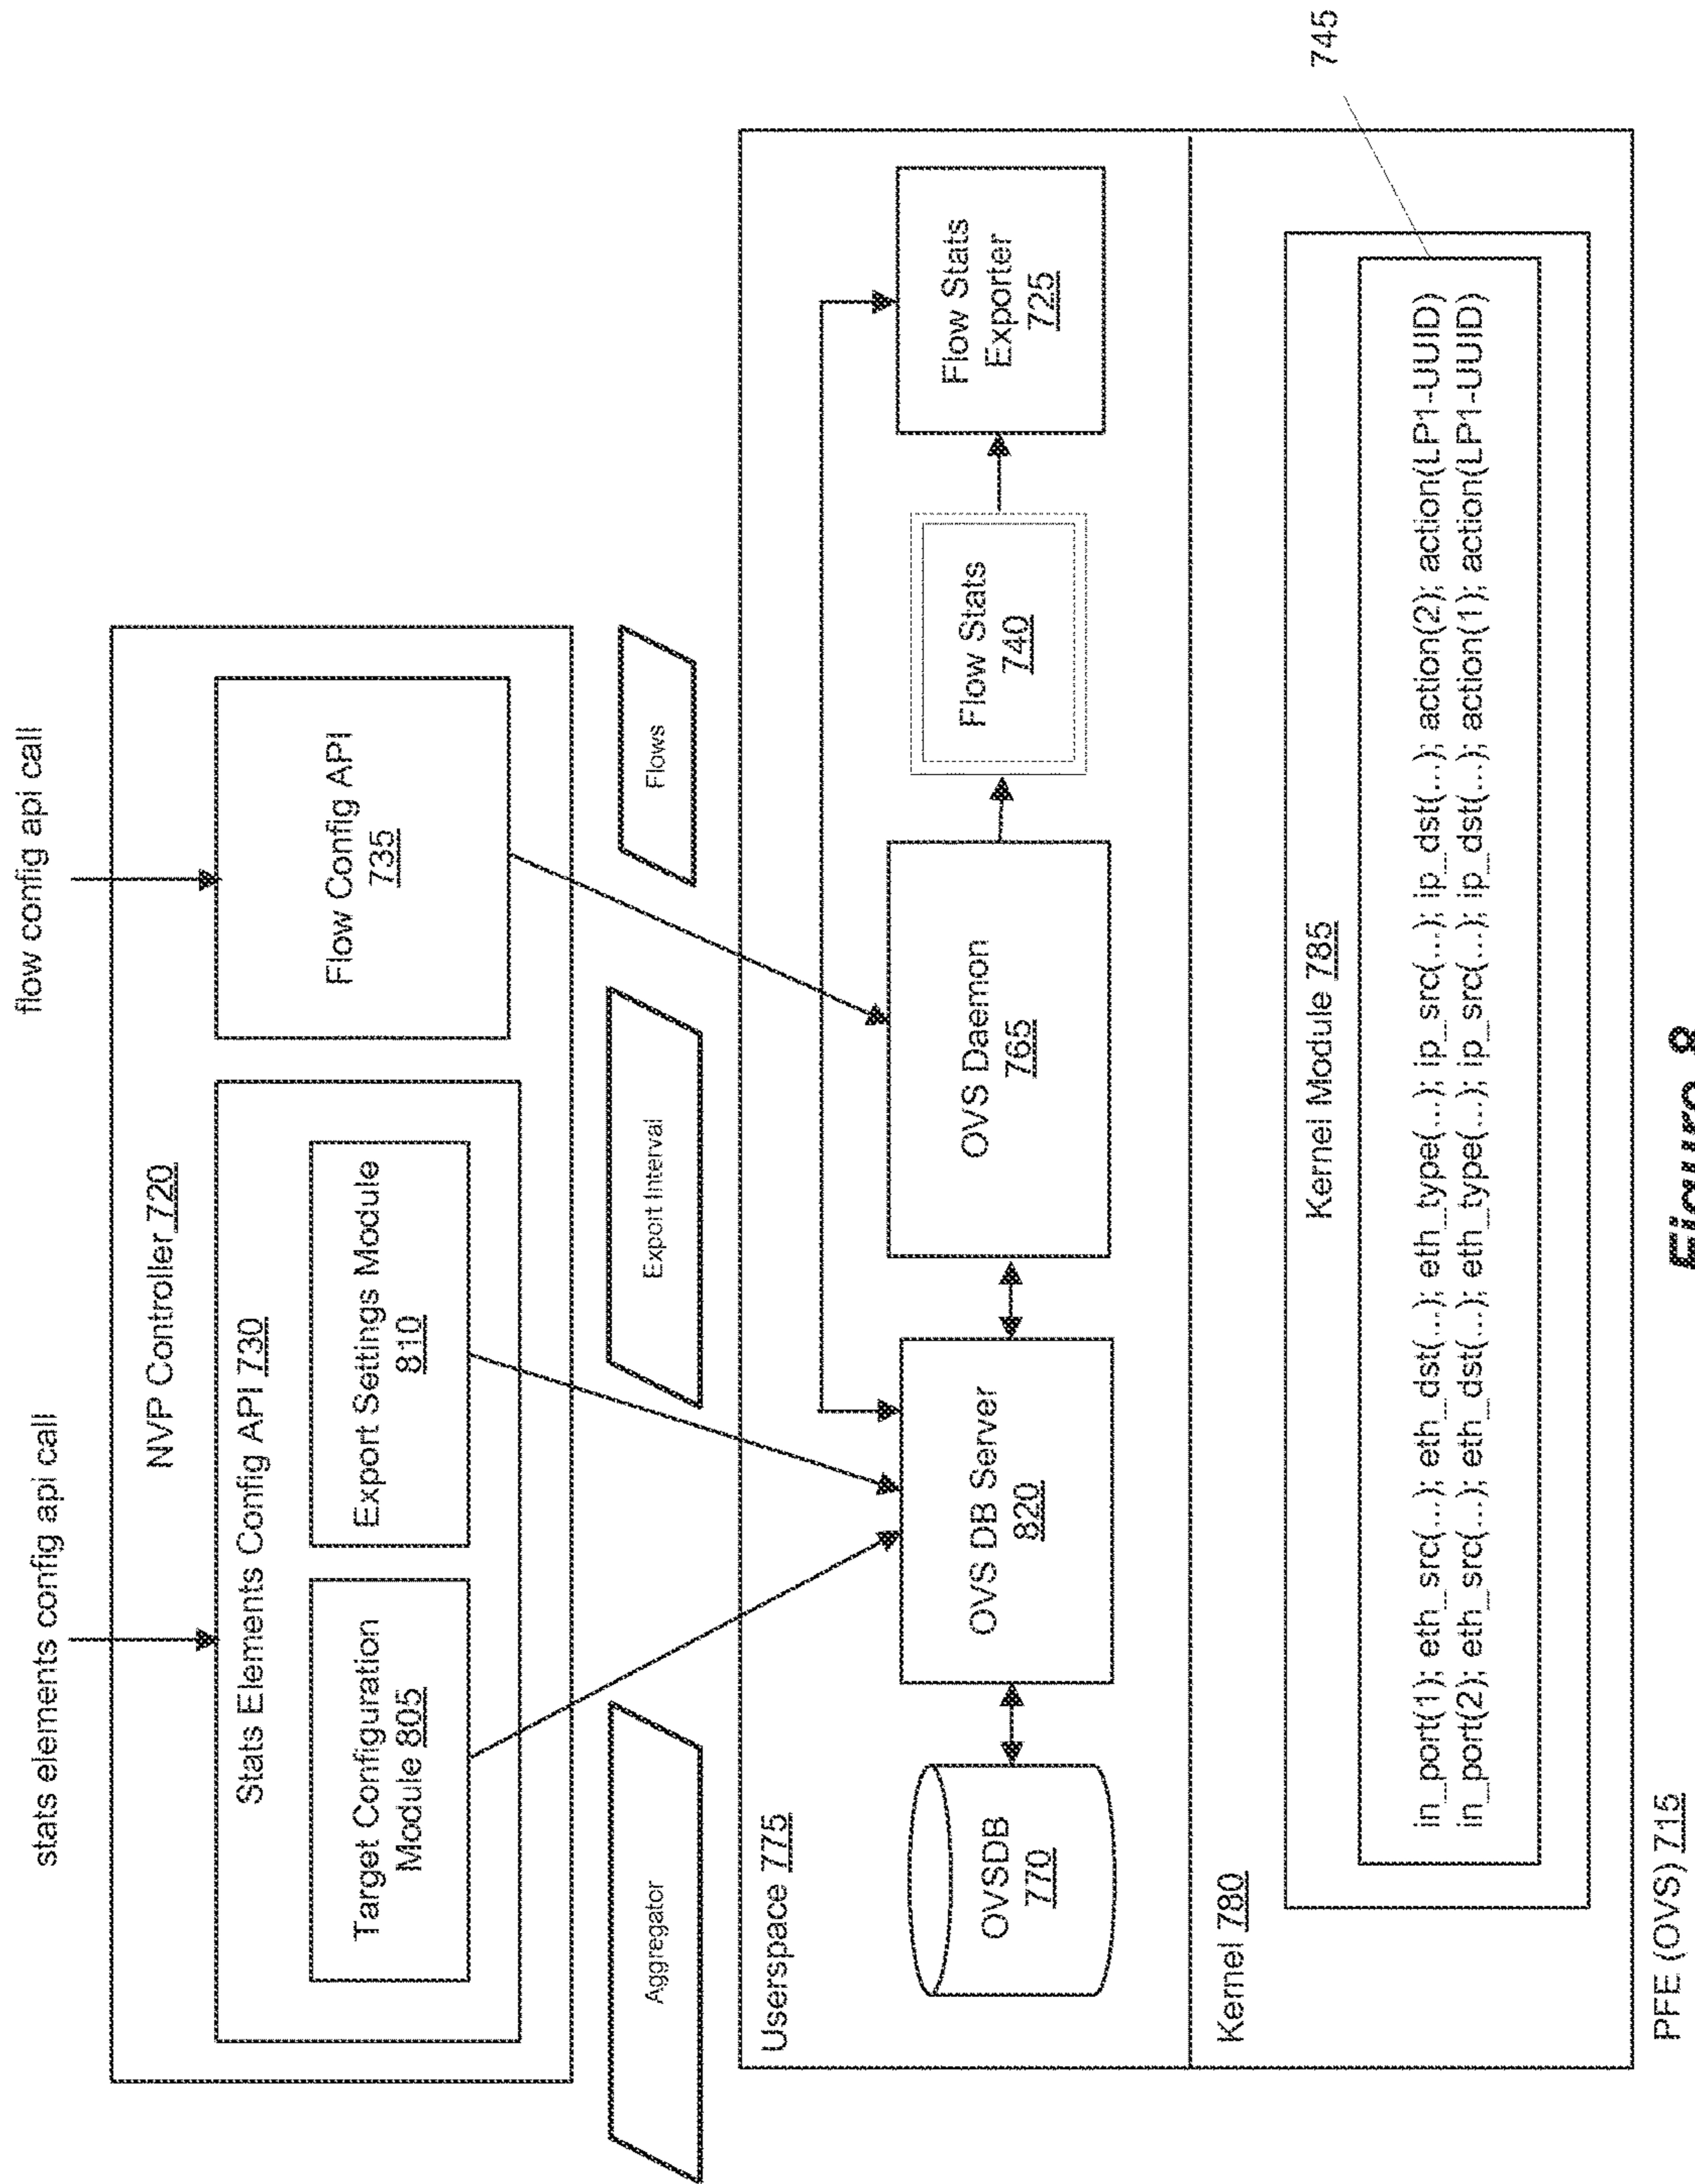 stats elements config api call
flow config api call
NVP Controller 720
Stats Elements Config API 730
Target Configuration
Module 805
Export Settings Module
810
Flow Config API
735
Aggregator
Export Interval
Flows
Userspace 775
OVSDB
770
OVS DB Server
820
OVS Daemon
765
Flow Stats
740
Flow Stats
Exporter
725
Kernel 780
Kernel Module 785
in_port(1); eth_src(...); eth_dst(...); eth_type(...); ip_src(...); ip_dst(...); action(2); action(LP1-UUID)
in_port(2); eth_src(...); eth_dst(...); eth_type(...); ip_src(...); ip_dst(...); action(1); action(LP1-UUID)
745
PFE (OVS) 715
Figure 8